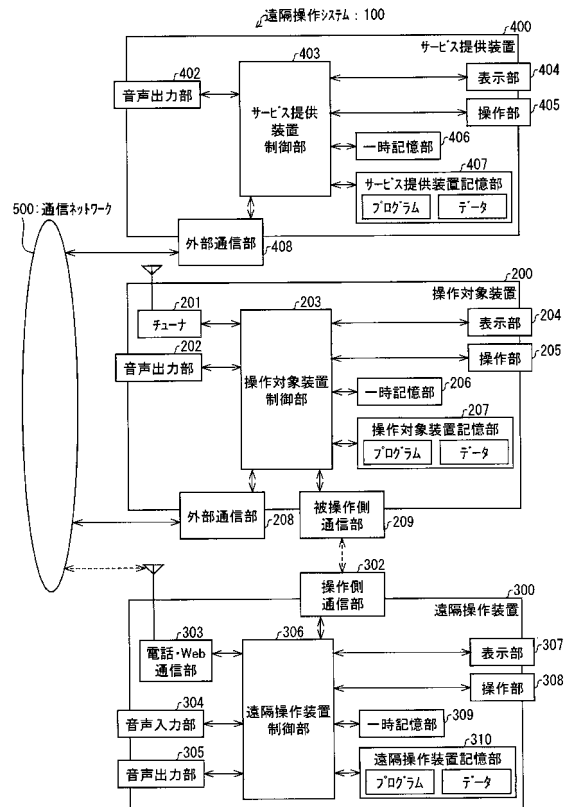 遠隔操作システム：100
400
サービス提供装置
402
音声出力部
403
サービス提供
装置
制御部
表示部
404
操作部
405
406
一時記憶部
407
サービス提供装置記憶部
プログラム
データ
500：通信ネットワーク
外部通信部
408
200
操作対象装置
201
チューナ
202
音声出力部
203
操作対象装置
制御部
表示部
204
操作部
205
206
一時記憶部
207
操作対象装置記憶部
プログラム
データ
外部通信部
208
被操作側
通信部
209
302
操作側
通信部
300
遠隔操作装置
303
電話・Web
通信部
304
音声入力部
305
音声出力部
306
遠隔操作装置
制御部
表示部
307
操作部
308
309
一時記憶部
310
遠隔操作装置記憶部
プログラム
データ